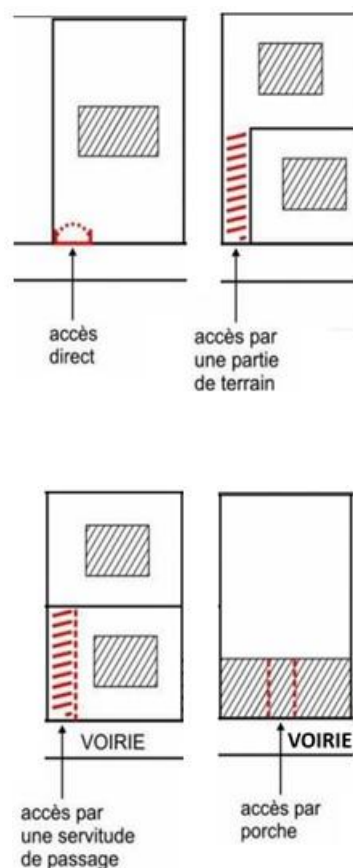 accès
direct
accès par
une partie
de terrain
VOIRIE
VOIRIE
accès par
une servitude
de passage
accès par
porche